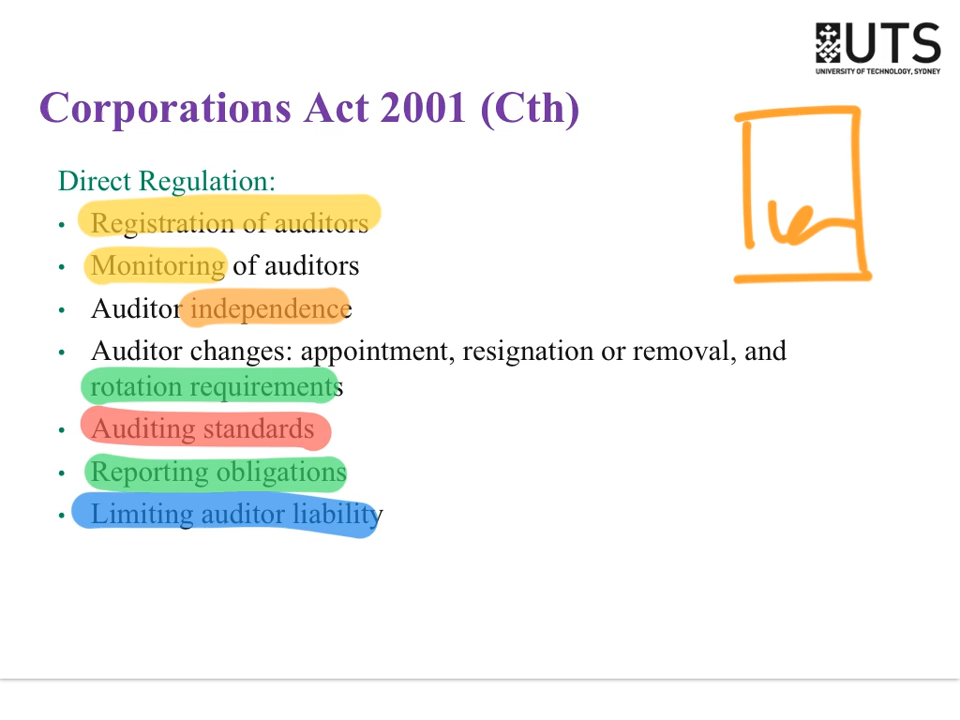 UTS
UNIVERSITY OF TECHNOLOGY, SYDNEY
Corporations Act 2001 (Cth)
Direct Regulation:
• Registration of auditors
• Monitoring of auditors
• Auditor independence
• Auditor changes: appointment, resignation or removal, and
rotation requirements
• Auditing standards
• Reporting obligations
• Limiting auditor liability